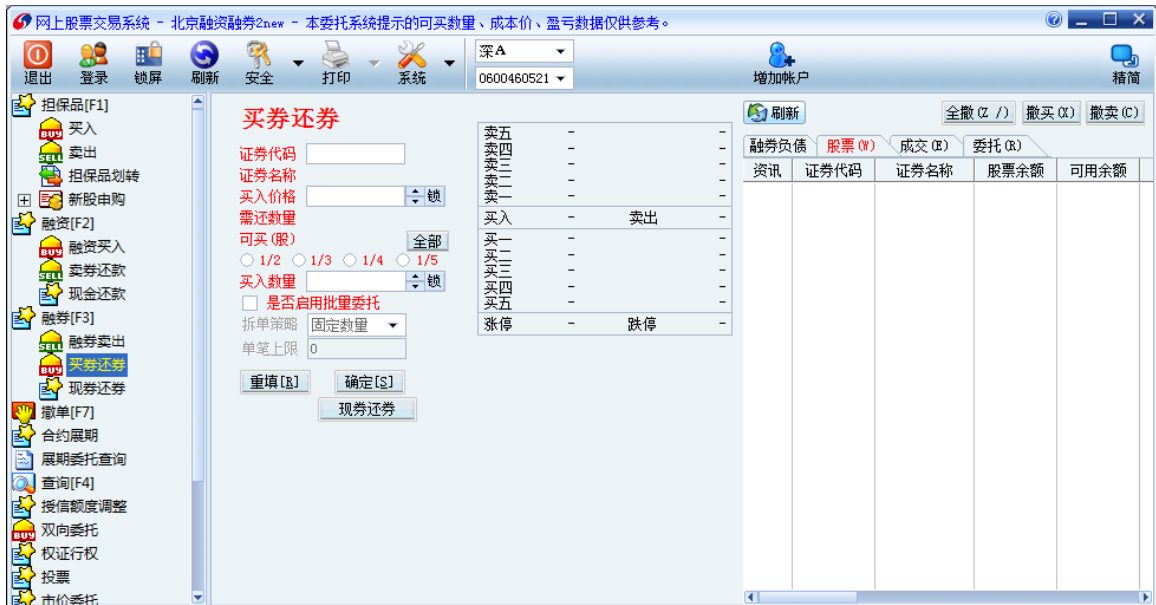 网上股票交易系统 - 北京融资融券2new - 本委托系统提示的可买数量、成本价、盈亏数据仅供参考。
退出 登录 锁屏 刷新 安全 打印 系统 深A 0600460521 增加帐户 精简
担保品[F1]
买入
卖出
担保品划转
新股申购
融资[F2]
融资买入
卖券还款
现金还款
融券[F3]
融券卖出
买券还券
现券还券
撤单[F7]
合约展期
展期委托查询
查询[F4]
授信额度调整
双向委托
权证行权
投票
市价委托
买券还券
证券代码
证券名称
买入价格 锁
需还数量
可买(股) 全部
1/2 1/3 1/4 1/5
买入数量 锁
是否启用批量委托
拆单策略 固定数量
单笔上限 0
重填[R] 确定[S]
现券还券
卖五 - -
卖四 - -
卖三 - -
卖二 - -
卖一 - -
买入 - 卖出 -
买一 - -
买二 - -
买三 - -
买四 - -
买五 - -
涨停 - 跌停 -
刷新 全撤(Z /) 撤买(X) 撤卖(C)
融券负债 股票(W) 成交(E) 委托(R)
资讯 证券代码 证券名称 股票余额 可用余额